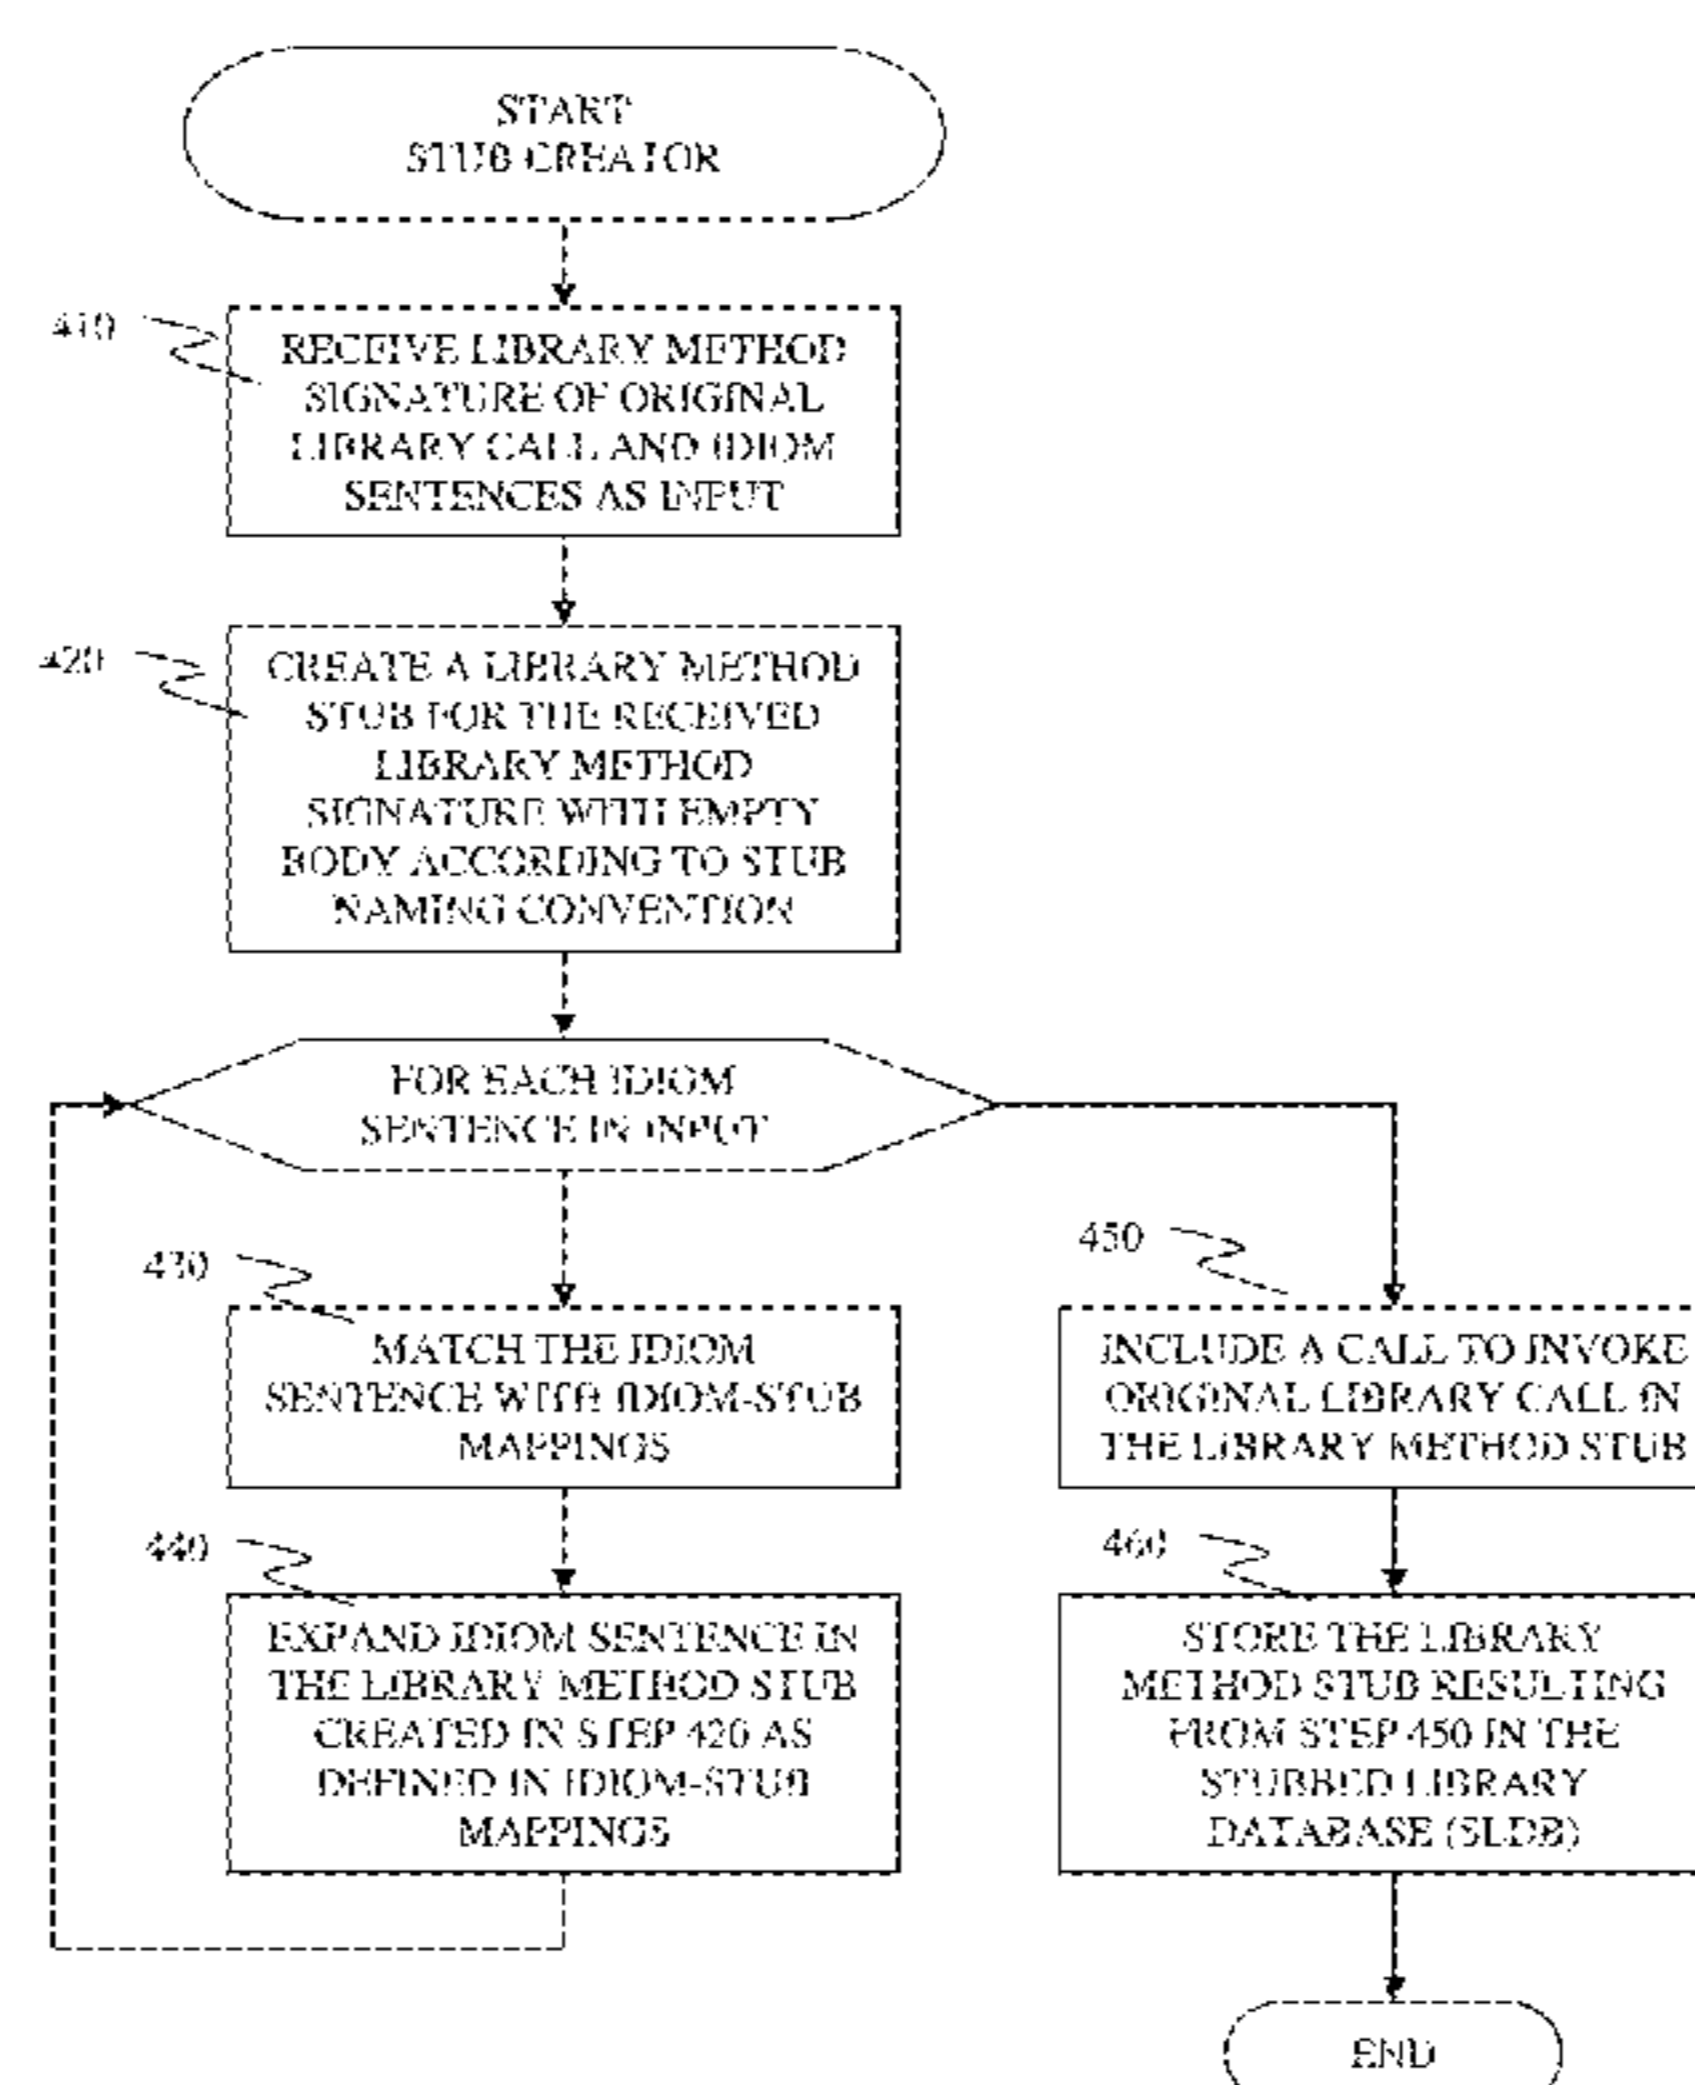 START
STUB CREATOR
410
RECEIVE LIBRARY METHOD
SIGNATURE OF ORIGINAL
LIBRARY CALL AND IDIOM
SENTENCES AS INPUT
420
CREATE A LIBRARY METHOD
STUB FOR THE RECEIVED
LIBRARY METHOD
SIGNATURE WITH EMPTY
BODY ACCORDING TO STUB
NAMING CONVENTION
FOR EACH IDIOM
SENTENCE IN INPUT
430
MATCH THE IDIOM
SENTENCE WITH IDIOM-STUB
MAPPINGS
440
EXPAND IDIOM SENTENCE IN
THE LIBRARY METHOD STUB
CREATED IN STEP 420 AS
DEFINED IN IDIOM-STUB
MAPPINGS
450
INCLUDE A CALL TO INVOKE
ORIGINAL LIBRARY CALL IN
THE LIBRARY METHOD STUB
460
STORE THE LIBRARY
METHOD STUB RESULTING
FROM STEP 450 IN THE
STUBBED LIBRARY
DATABASE (SLDB)
END